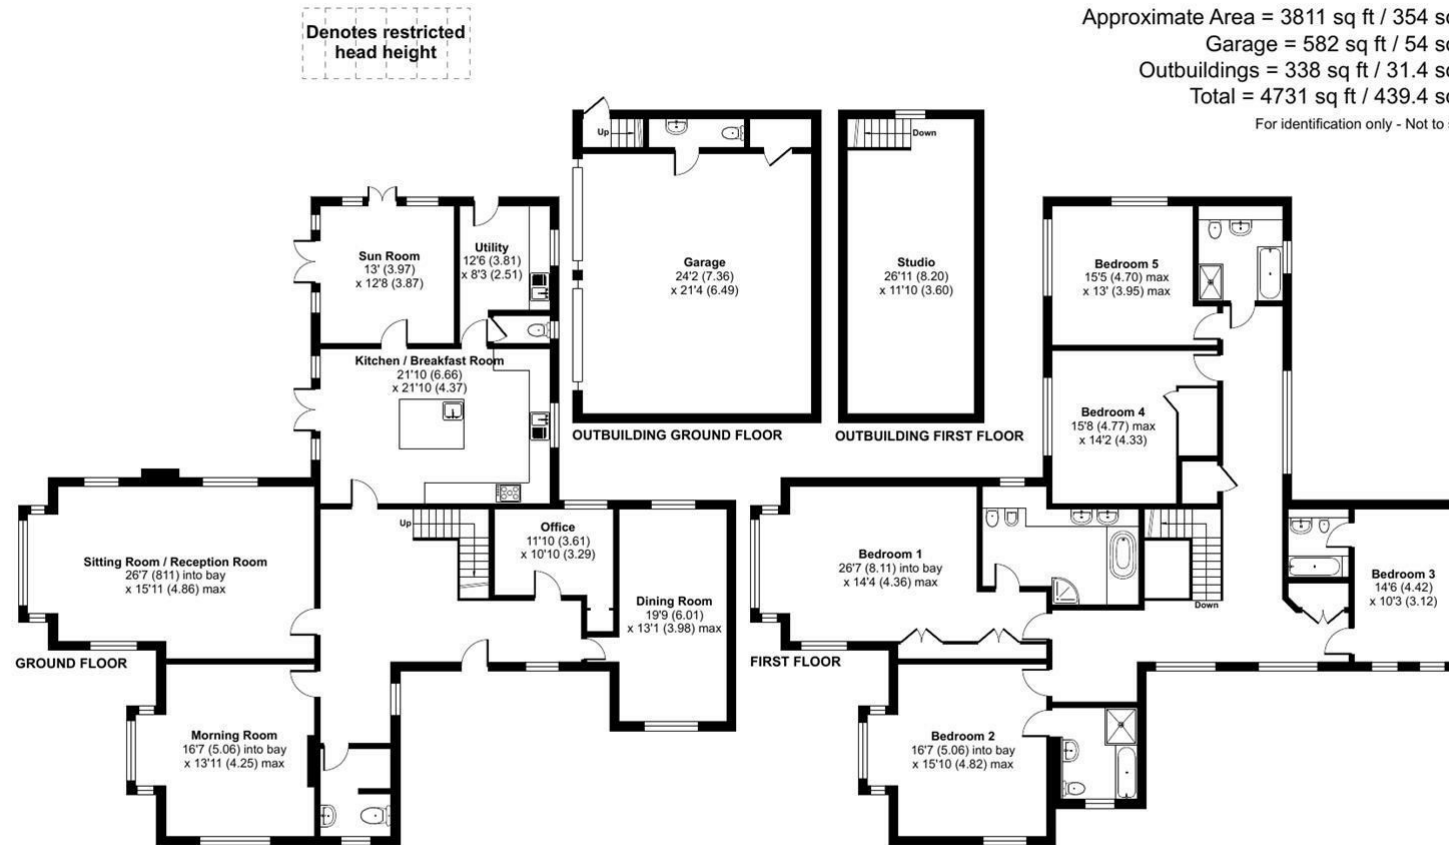 Denotes restricted
head height
Approximate Area = 3811 sq ft / 354 sq
Garage = 582 sq ft / 54 sq
Outbuildings = 338 sq ft / 31.4 sq
Total = 4731 sq ft / 439.4 sq
For identification only - Not to
Up
Down
Sun Room
13' (3.97)
x 12'8 (3.87)
Utility
12'6 (3.81)
x 8'3 (2.51)
Garage
24'2 (7.36)
x 21'4 (6.49)
Studio
26'11 (8.20)
x 11'10 (3.60)
Bedroom 5
15'5 (4.70) max
x 13' (3.95) max
Kitchen / Breakfast Room
21'10 (6.66)
x 21'10 (4.37)
Bedroom 4
15'8 (4.77) max
x 14'2 (4.33)
OUTBUILDING GROUND FLOOR
OUTBUILDING FIRST FLOOR
Up
Office
11'10 (3.61)
x 10'10 (3.29)
Sitting Room / Reception Room
26'7 (811) into bay
x 15'11 (4.86) max
Dining Room
19'9 (6.01)
x 13'1 (3.98) max
Bedroom 1
26'7 (8.11) into bay
x 14'4 (4.36) max
Down
Bedroom 3
14'6 (4.42)
x 10'3 (3.12)
GROUND FLOOR
FIRST FLOOR
Morning Room
16'7 (5.06) into bay
x 13'11 (4.25) max
Bedroom 2
16'7 (5.06) into bay
x 15'10 (4.82) max